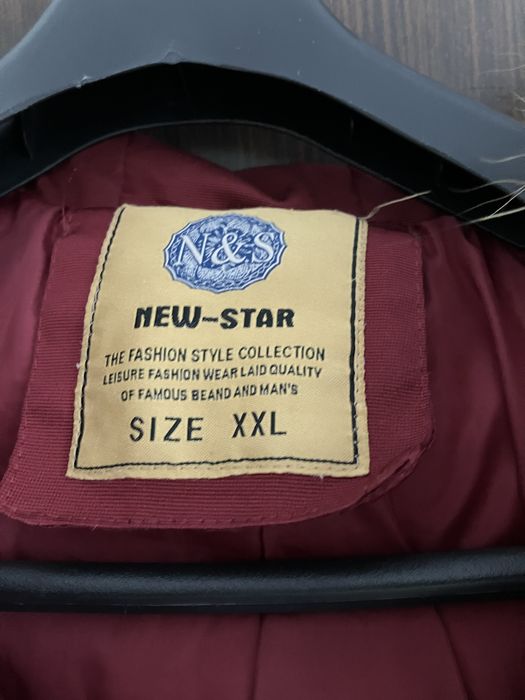 N&S
NEW-STAR
THE FASHION STYLE COLLECTION
LEISURE FASHION WEAR LAID QUALITY
OF FAMOUS BEAND AND MAN'S
SIZE XXL